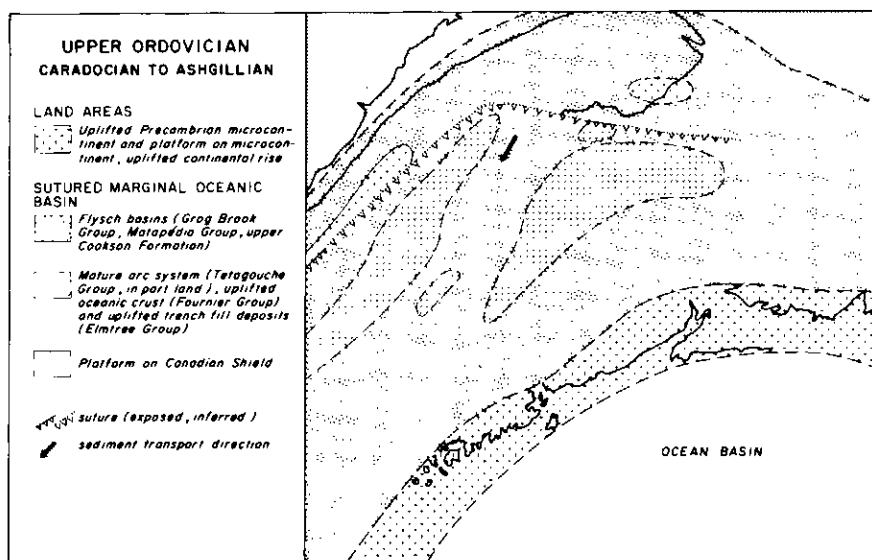 UPPER ORDOVICIAN
CARADOCIAN TO ASHGILLIAN
LAND AREAS
Uplifted Precambrian microcon-
tinent and platform on microcon-
tinent, uplifted continental rise
SUTURED MARGINAL OCEANIC
BASIN
Flysch basins (Grog Brook
Group, Matapédia Group, upper
Cookson Formation)
Mature arc system (Tetagouche
Group, in part land), uplifted
oceanic crust (Fournier Group)
and uplifted trench fill deposits
(Elmtree Group)
Platform on Canadian Shield
suture (exposed, inferred)
sediment transport direction
OCEAN BASIN